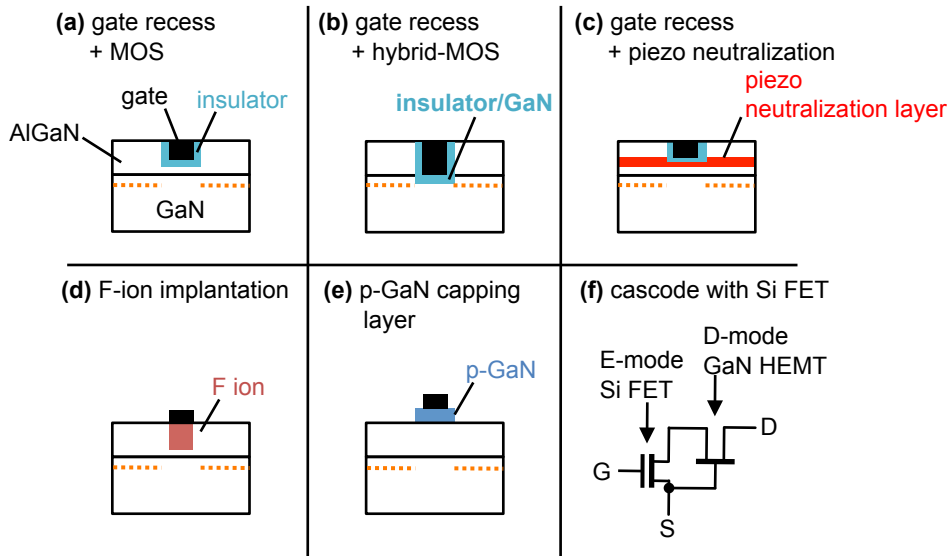 (a) gate recess
+ MOS
gate
insulator
AlGaN
GaN
(b) gate recess
+ hybrid-MOS
insulator/GaN
(c) gate recess
+ piezo neutralization
piezo
neutralization layer
(d) F-ion implantation
F ion
(e) p-GaN capping
layer
p-GaN
(f) cascode with Si FET
D-mode
GaN HEMT
E-mode
Si FET
D
G
S